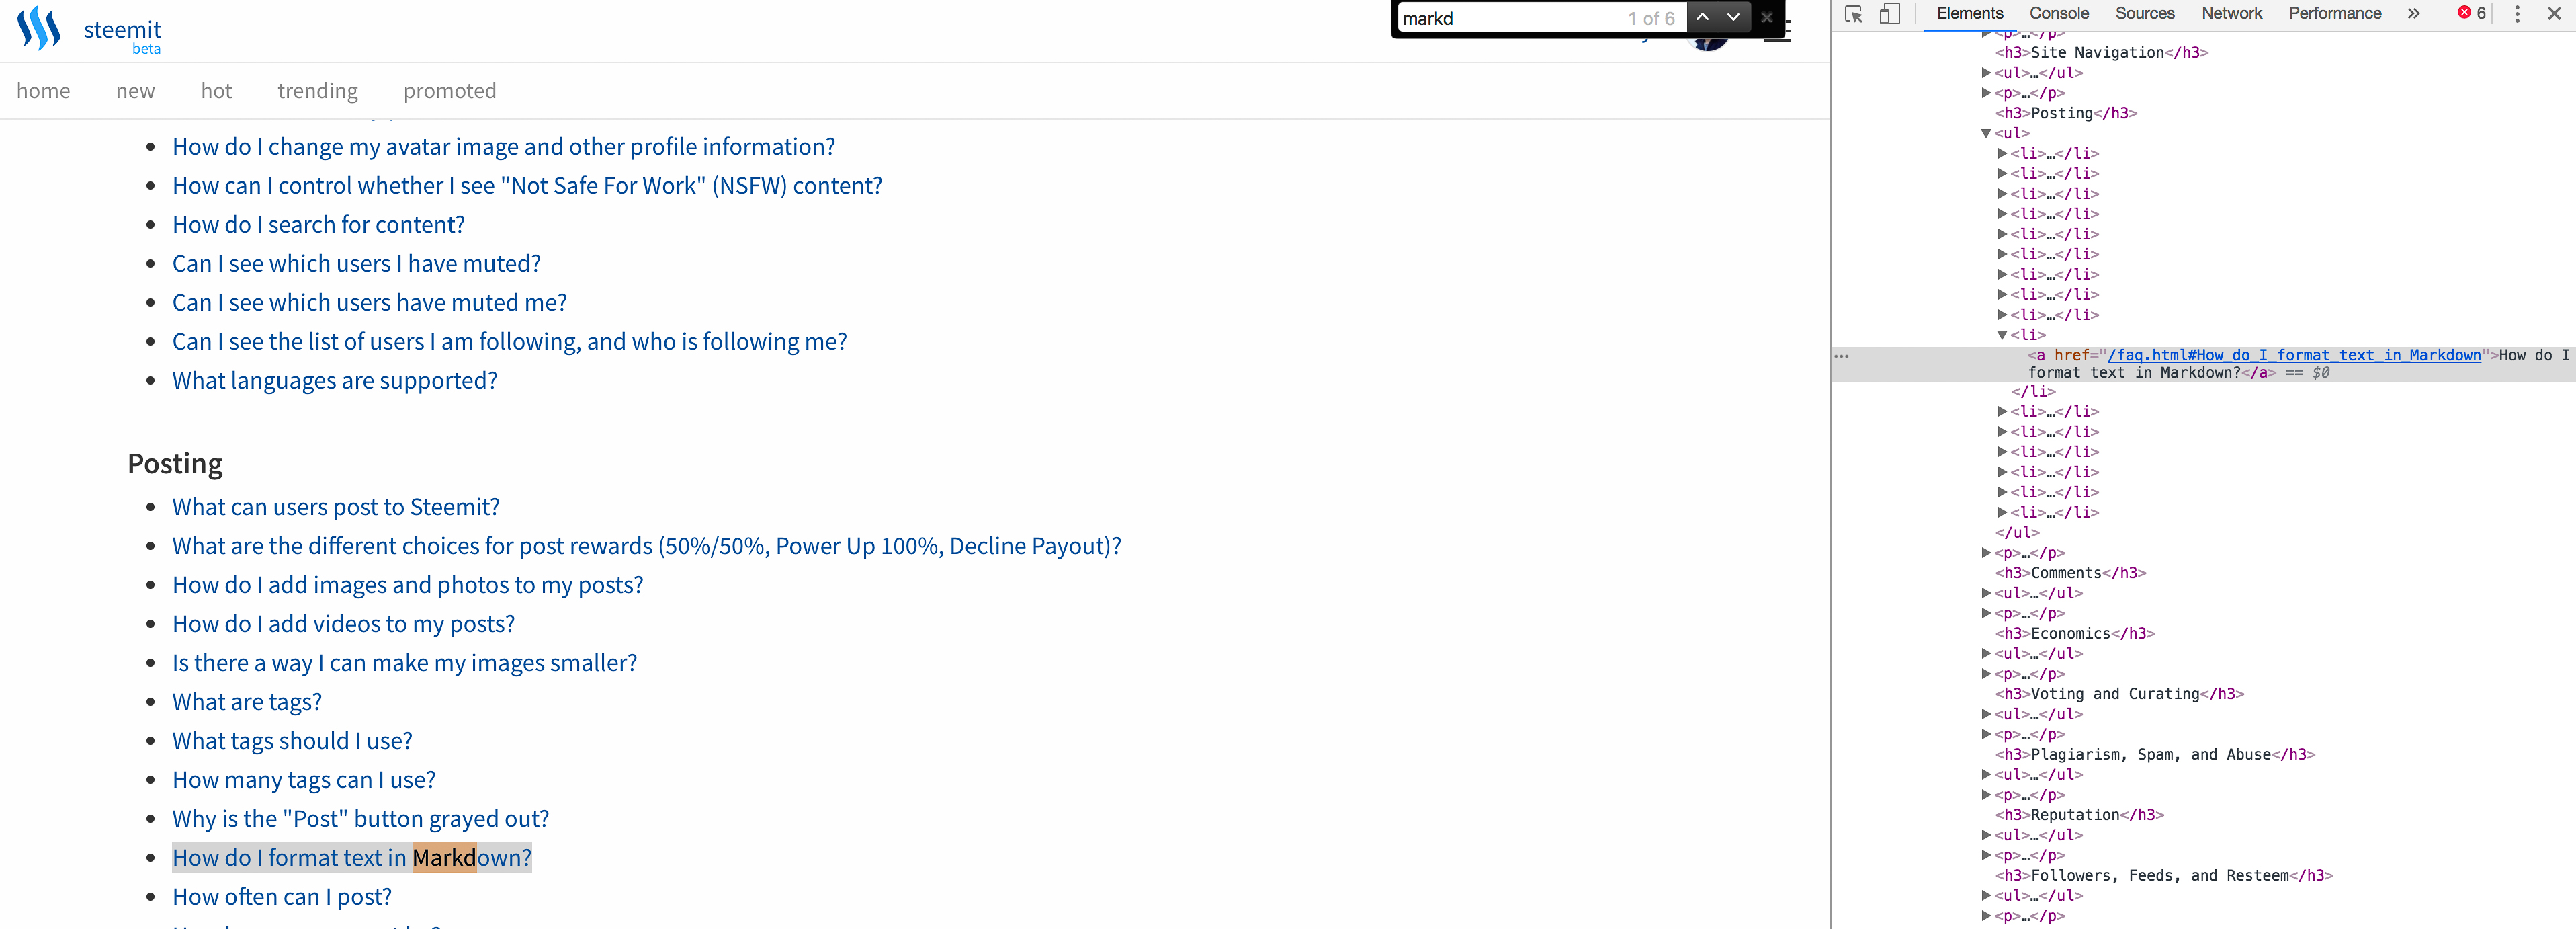 steemit
beta
markd
1 of 6
home new hot trending promoted
How do I change my avatar image and other profile information?
How can I control whether I see "Not Safe For Work" (NSFW) content?
How do I search for content?
Can I see which users I have muted?
Can I see which users have muted me?
Can I see the list of users I am following, and who is following me?
What languages are supported?
Posting
What can users post to Steemit?
What are the different choices for post rewards (50%/50%, Power Up 100%, Decline Payout)?
How do I add images and photos to my posts?
How do I add videos to my posts?
Is there a way I can make my images smaller?
What are tags?
What tags should I use?
How many tags can I use?
Why is the "Post" button grayed out?
How do I format text in Markdown?
How often can I post?
Elements Console Sources Network Performance » 6
<p>…</p>
<h3>Site Navigation</h3>
<ul>…</ul>
<p>…</p>
<h3>Posting</h3>
<ul>
<li>…</li>
<li>…</li>
<li>…</li>
<li>…</li>
<li>…</li>
<li>…</li>
<li>…</li>
<li>…</li>
<li>…</li>
<li>
<a href="/faq.html#How_do_I_format_text_in_Markdown">How do I
format text in Markdown?</a> == $0
</li>
<li>…</li>
<li>…</li>
<li>…</li>
<li>…</li>
<li>…</li>
<li>…</li>
</ul>
<p>…</p>
<h3>Comments</h3>
<ul>…</ul>
<p>…</p>
<h3>Economics</h3>
<ul>…</ul>
<p>…</p>
<h3>Voting and Curating</h3>
<ul>…</ul>
<p>…</p>
<h3>Plagiarism, Spam, and Abuse</h3>
<ul>…</ul>
<p>…</p>
<h3>Reputation</h3>
<ul>…</ul>
<p>…</p>
<h3>Followers, Feeds, and Resteem</h3>
<ul>…</ul>
<p>…</p>